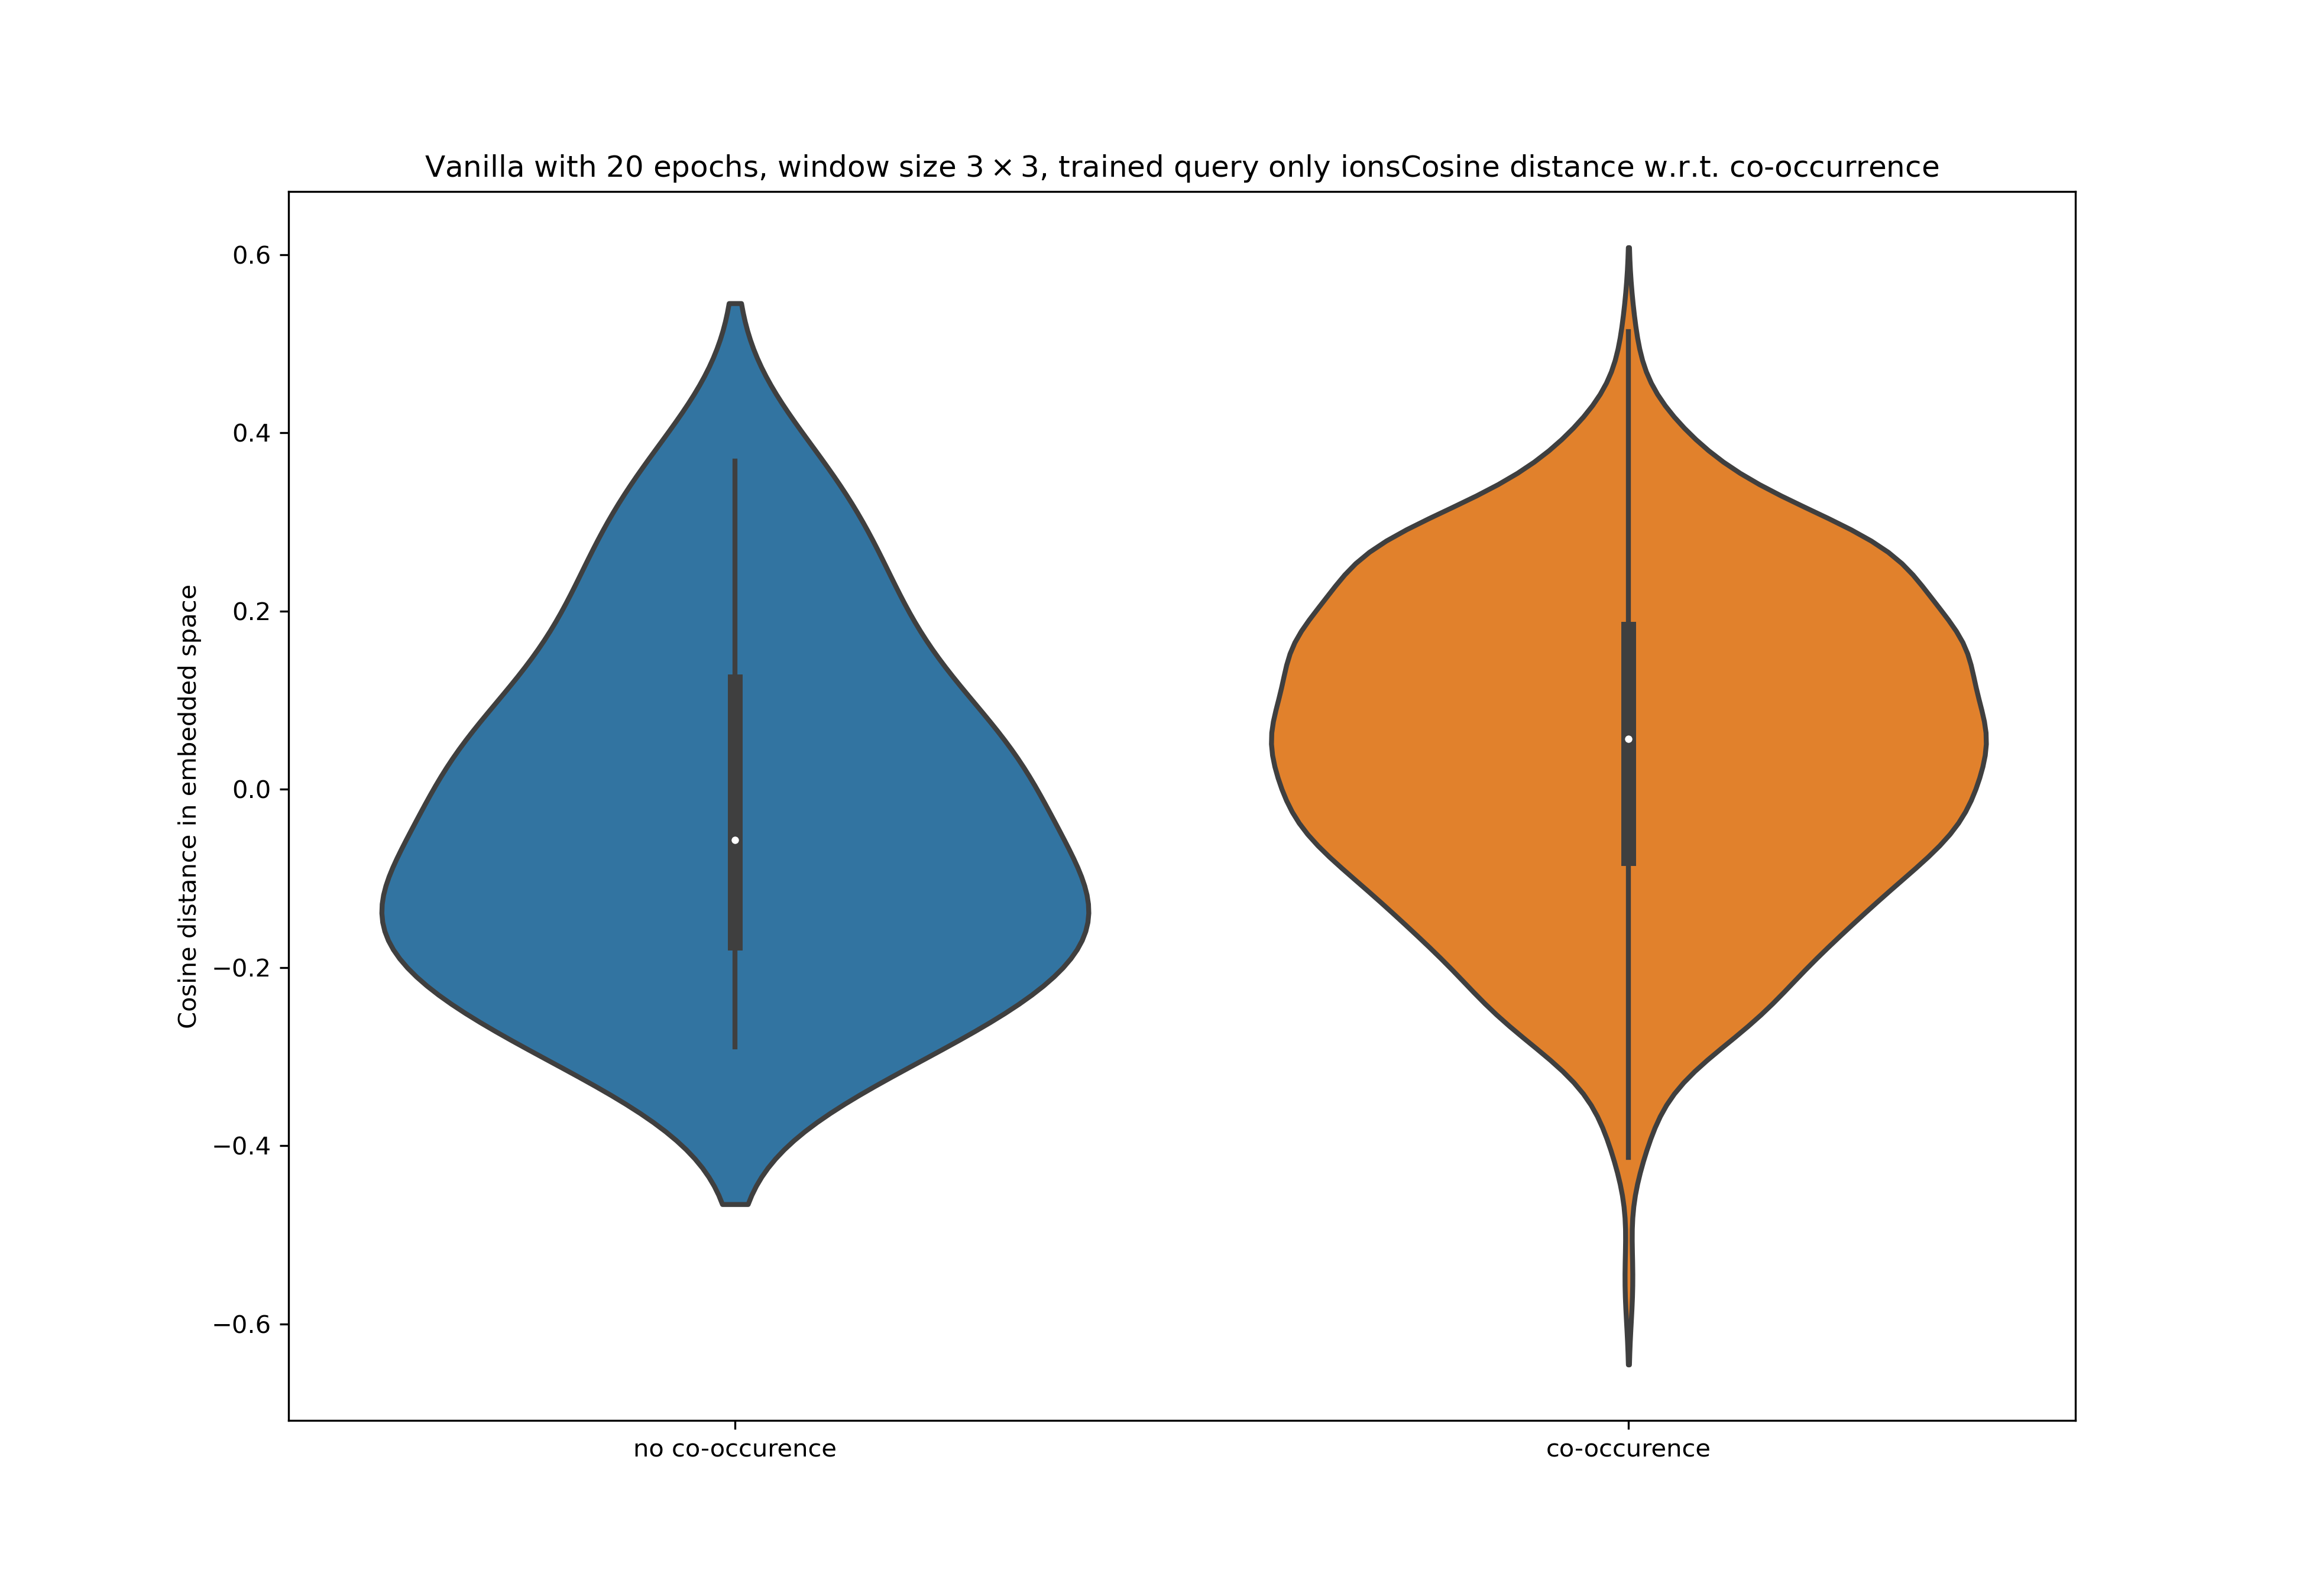 Vanilla with 20 epochs, window size 3 × 3, trained query only ionsCosine distance w.r.t. co-occurrence
Cosine distance in embedded space
0.6
0.4
0.2
0.0
−0.2
−0.4
−0.6
no co-occurence
co-occurence